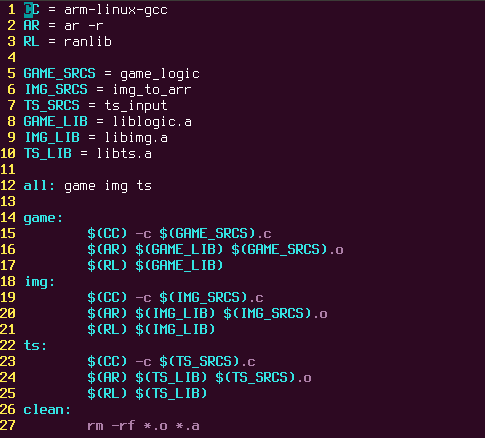 1 CC = arm-linux-gcc
2 AR = ar -r
3 RL = ranlib
4
5 GAME_SRCS = game_logic
6 IMG_SRCS = img_to_arr
7 TS_SRCS = ts_input
8 GAME_LIB = liblogic.a
9 IMG_LIB = libimg.a
10 TS_LIB = libts.a
11
12 all: game img ts
13
14 game:
15         $(CC) -c $(GAME_SRCS).c
16         $(AR) $(GAME_LIB) $(GAME_SRCS).o
17         $(RL) $(GAME_LIB)
18 img:
19         $(CC) -c $(IMG_SRCS).c
20         $(AR) $(IMG_LIB) $(IMG_SRCS).o
21         $(RL) $(IMG_LIB)
22 ts:
23         $(CC) -c $(TS_SRCS).c
24         $(AR) $(TS_LIB) $(TS_SRCS).o
25         $(RL) $(TS_LIB)
26 clean:
27         rm -rf *.o *.a